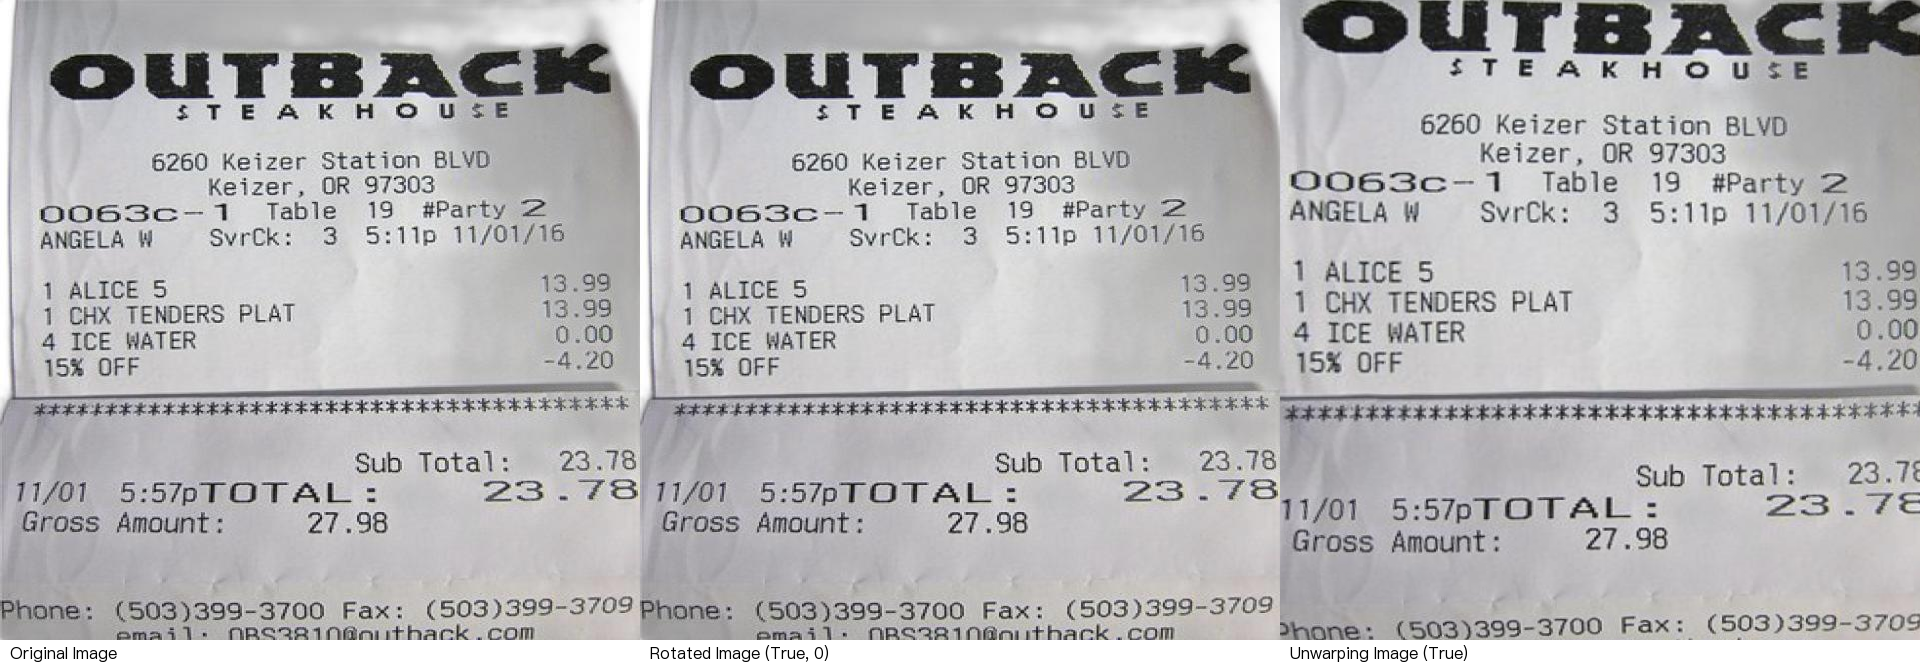 OUTBACK
STEAKHOUSE
6260 Keizer Station BLVD
Keizer, OR 97303
0063c-1 Table 19 #Party 2
ANGELA W SvrCk: 3 5:11p 11/01/16
1 ALICE 5 13.99
1 CHX TENDERS PLAT 13.99
4 ICE WATER 0.00
15% OFF -4.20
****************************************
Sub Total: 23.78
11/01 5:57pTOTAL: 23.78
Gross Amount: 27.98
Phone: (503)399-3700 Fax: (503)399-3709
email: OBS3810@outback.com
Original Image
OUTBACK
STEAKHOUSE
6260 Keizer Station BLVD
Keizer, OR 97303
0063c-1 Table 19 #Party 2
ANGELA W SvrCk: 3 5:11p 11/01/16
1 ALICE 5 13.99
1 CHX TENDERS PLAT 13.99
4 ICE WATER 0.00
15% OFF -4.20
****************************************
Sub Total: 23.78
11/01 5:57pTOTAL: 23.78
Gross Amount: 27.98
Phone: (503)399-3700 Fax: (503)399-3709
email: OBS3810@outback.com
Rotated Image (True, 0)
OUTBACK
STEAKHOUSE
6260 Keizer Station BLVD
Keizer, OR 97303
0063c-1 Table 19 #Party 2
ANGELA W SvrCk: 3 5:11p 11/01/16
1 ALICE 5 13.99
1 CHX TENDERS PLAT 13.99
4 ICE WATER 0.00
15% OFF -4.20
****************************************
Sub Total: 23.78
11/01 5:57pTOTAL: 23.78
Gross Amount: 27.98
Phone: (503)399-3700 Fax: (503)399-3709
Unwarping Image (True)